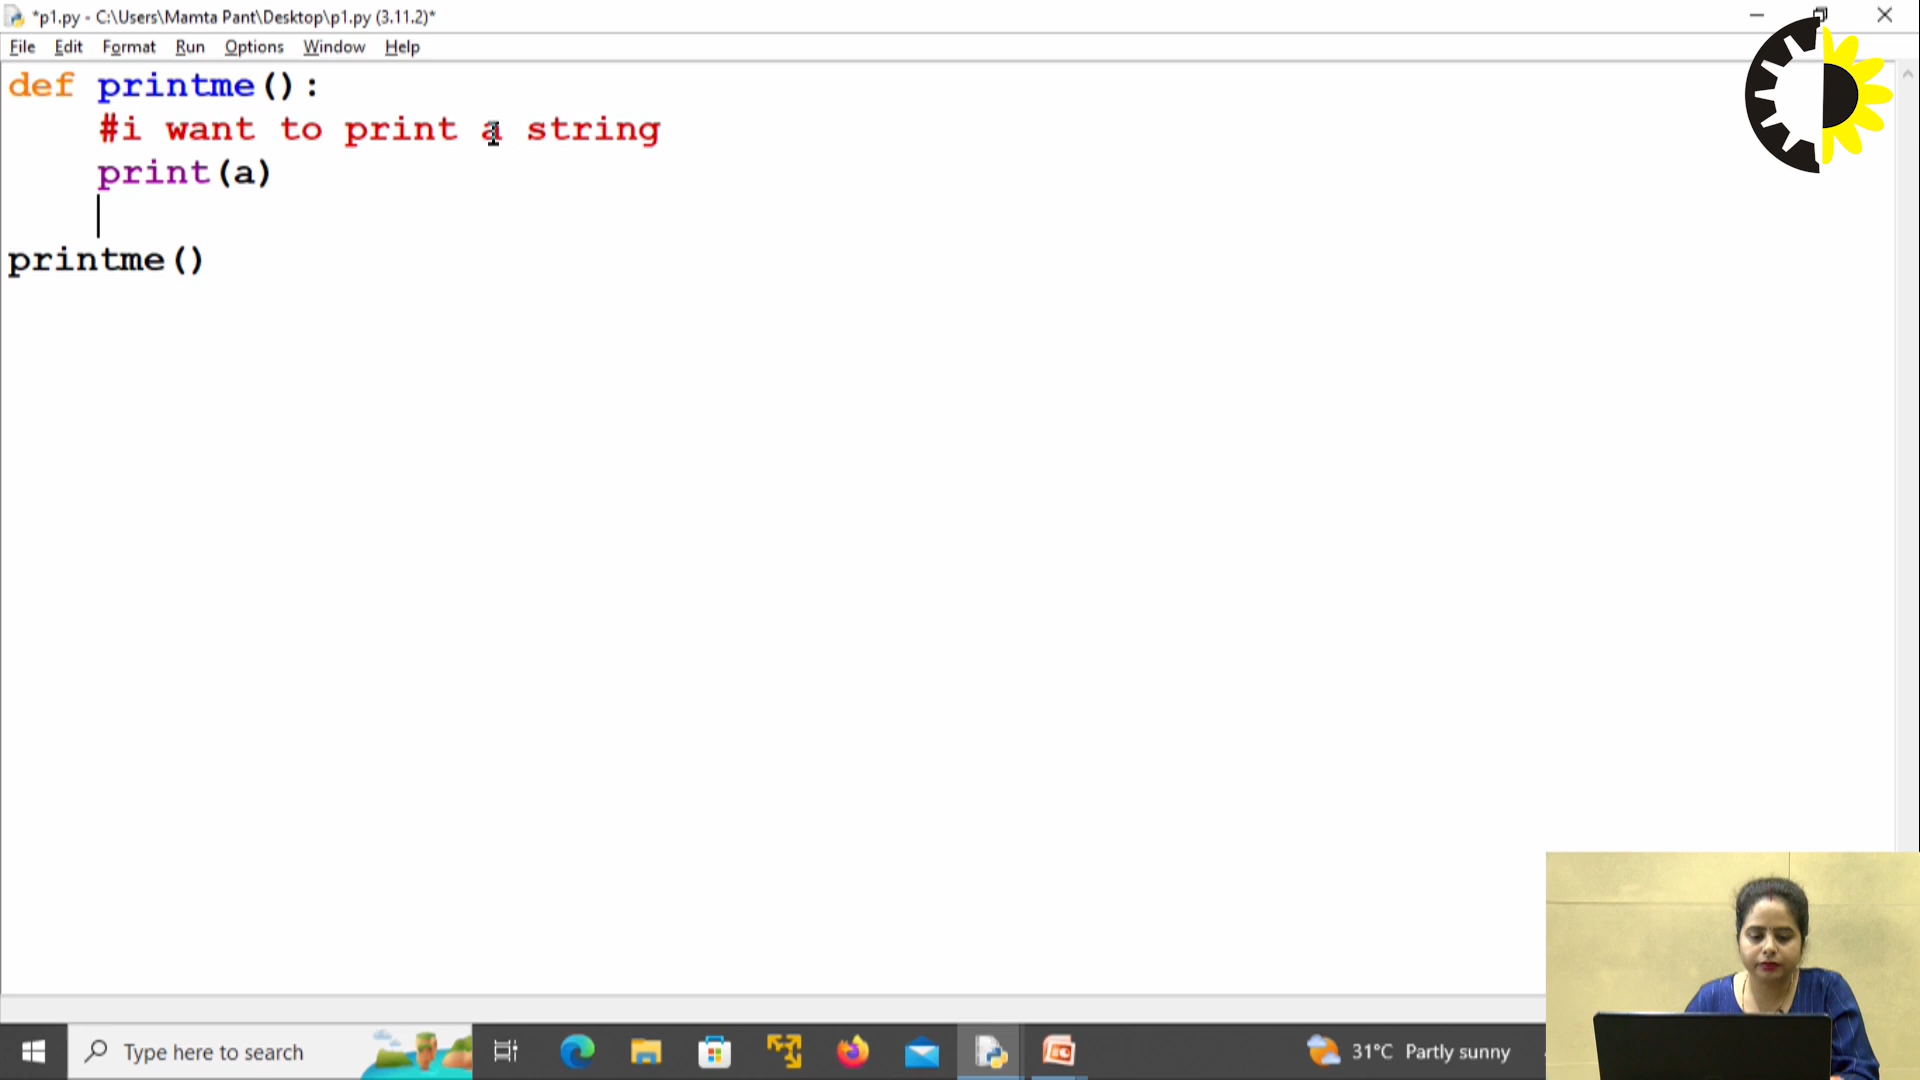 *p1.py - C:\Users\Mamta Pant\Desktop\p1.py (3.11.2)*
File Edit Format Run Options Window Help
def printme():
#i want to print a string
print(a)
printme()
Type here to search
31°C Partly sunny